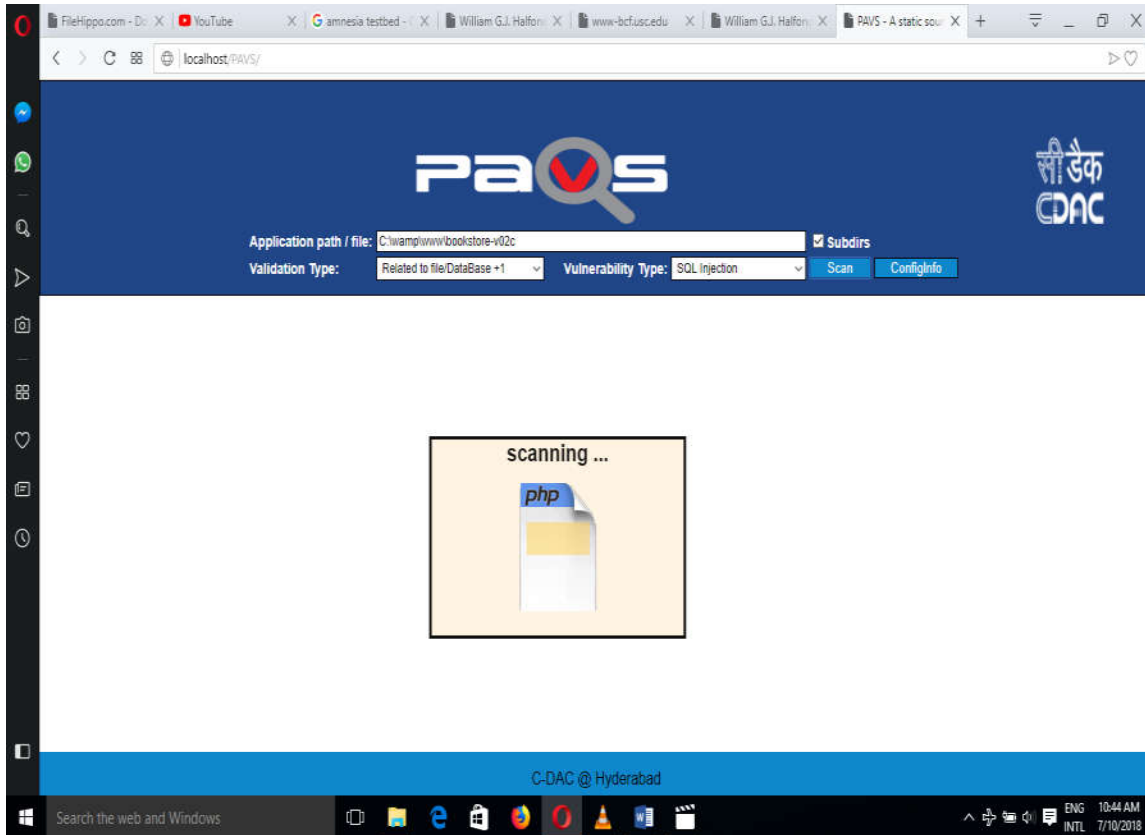 FileHippo.com - Do
YouTube
amnesia testbed -
William G.J. Halfon
www-bcf.usc.edu
William G.J. Halfon
PAVS - A static sour
localhost/PAVS/
PaVS
सी डैक
CDAC
Application path / file: C:\wamp\www\bookstore-v02c Subdirs
Validation Type: Related to file/DataBase +1 Vulnerability Type: SQL Injection Scan ConfigInfo
scanning ...
php
C-DAC @ Hyderabad
Search the web and Windows
ENG 10:44 AM
INTL 7/10/2018